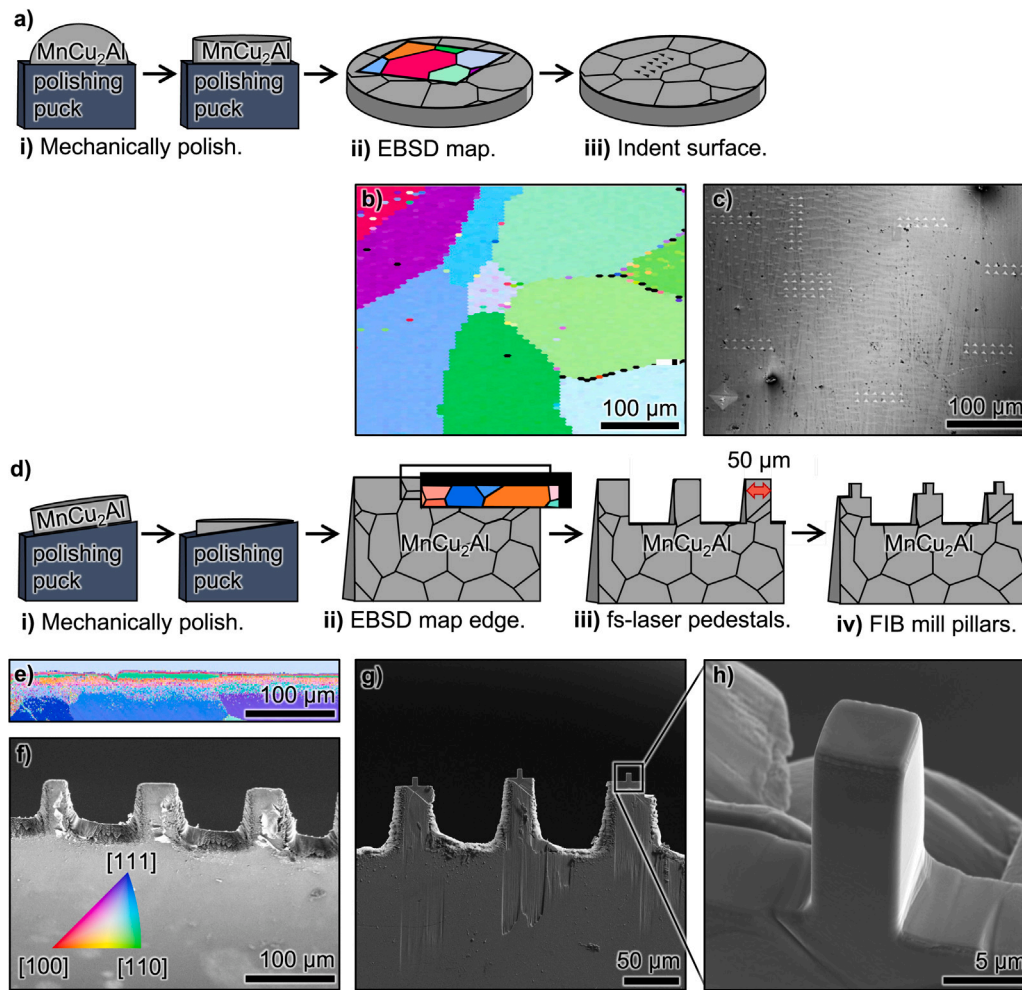 a)
MnCu₂Al
polishing
puck
MnCu₂Al
polishing
puck
i) Mechanically polish.
ii) EBSD map.
iii) Indent surface.
b)
100 µm
c)
100 µm
d)
MnCu₂Al
polishing
puck
polishing
puck
MnCu₂Al
50 µm
MnCu₂Al
MnCu₂Al
i) Mechanically polish.
ii) EBSD map edge.
iii) fs-laser pedestals.
iv) FIB mill pillars.
e)
100 µm
f)
[111]
[100]
[110]
100 µm
g)
50 µm
h)
5 µm